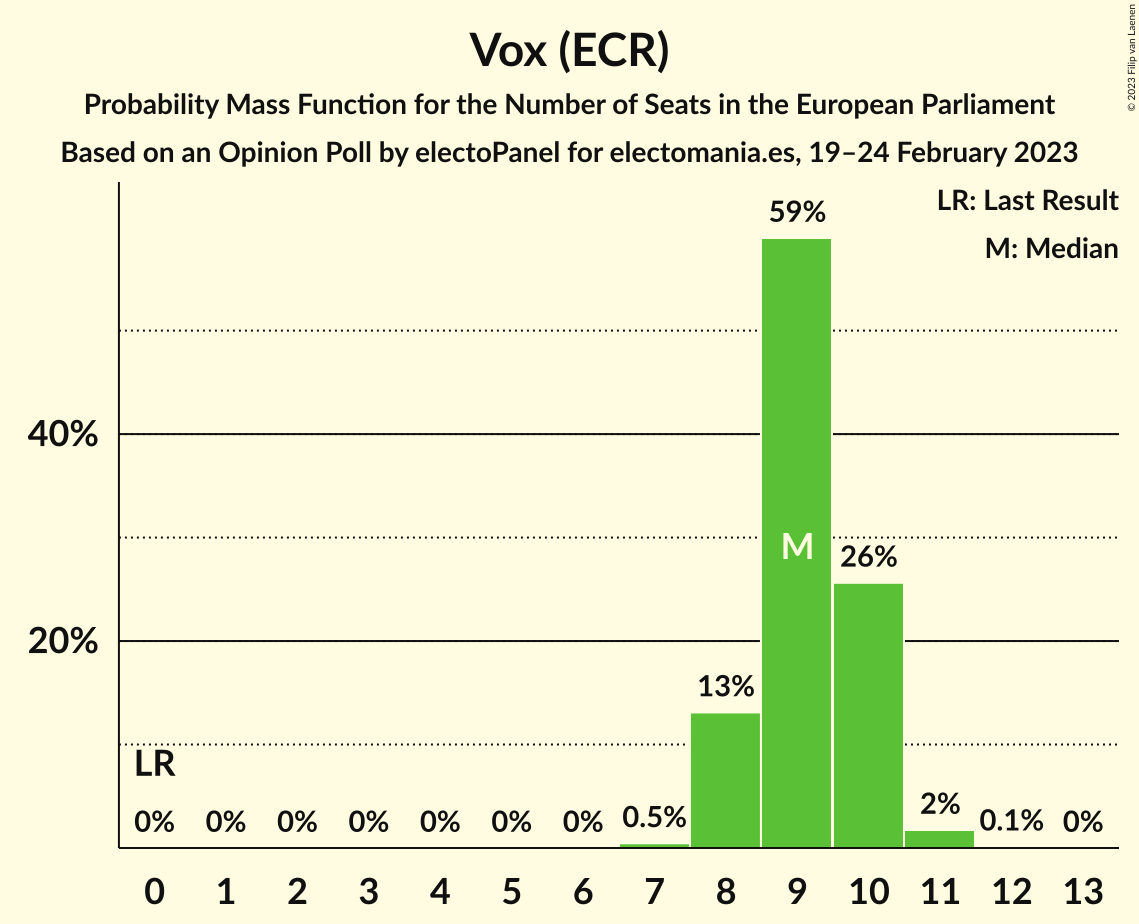 Vox (ECR)
Probability Mass Function for the Number of Seats in the European Parliament
Based on an Opinion Poll by electoPanel for electomania.es, 19–24 February 2023
© 2023 Filip van Laenen
LR: Last Result
M: Median
59%
40%
M
26%
20%
13%
LR
0% 0% 0% 0% 0% 0% 0% 0.5% 2% 0.1% 0%
0 1 2 3 4 5 6 7 8 9 10 11 12 13